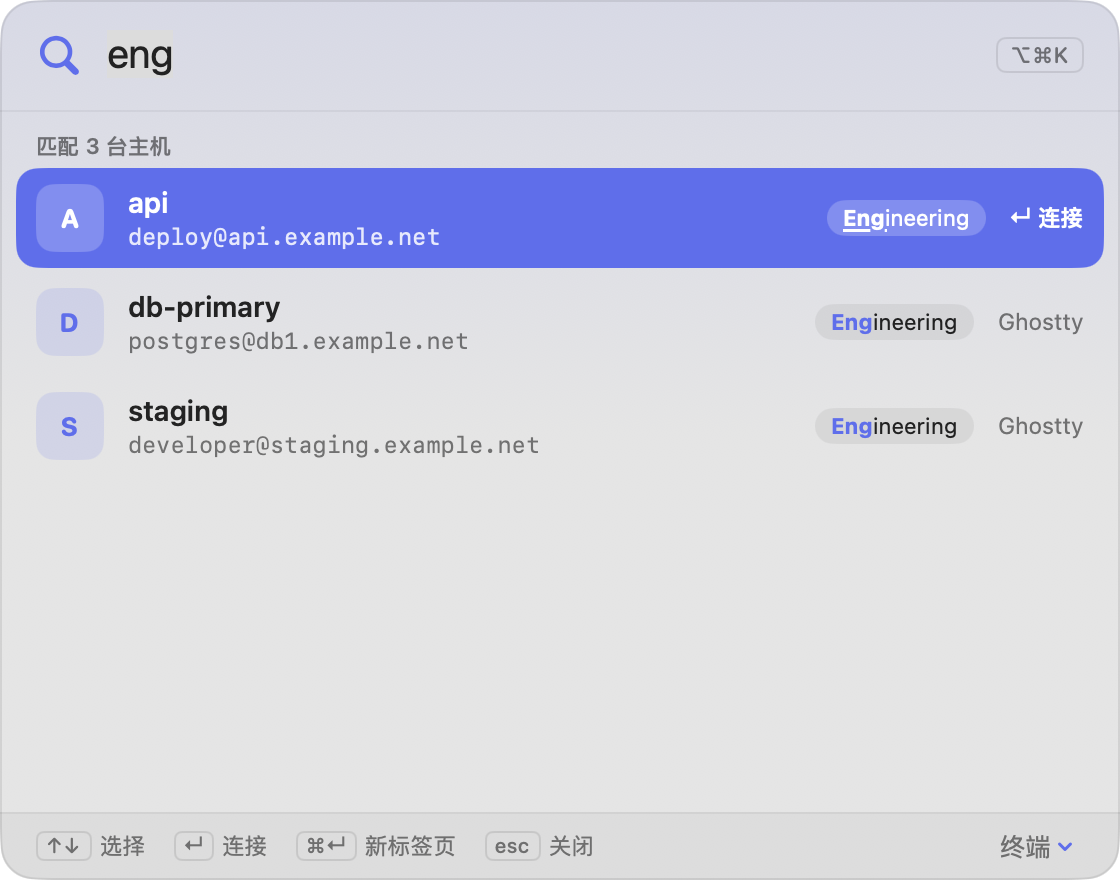 eng ⌥⌘K
匹配 3 台主机
A api Engineering ↵ 连接
deploy@api.example.net
D db-primary Engineering Ghostty
postgres@db1.example.net
S staging Engineering Ghostty
developer@staging.example.net
↑↓ 选择 ↵ 连接 ⌘↵ 新标签页 esc 关闭 终端